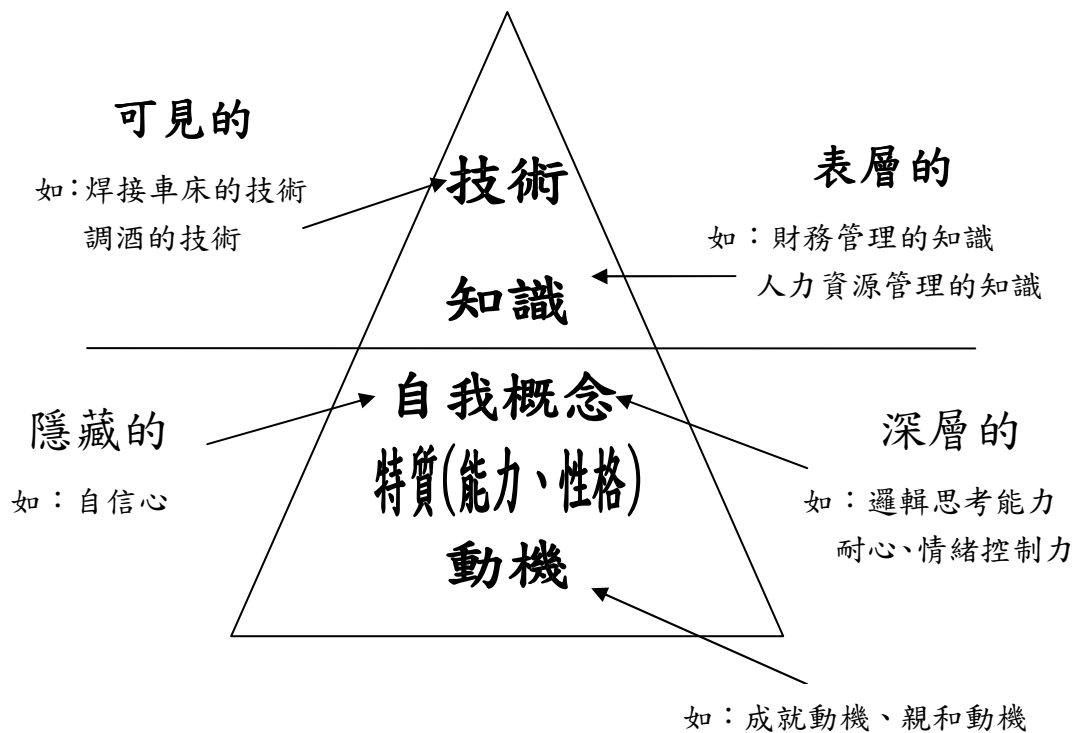 可見的
如：焊接車床的技術
調酒的技術
技術
表層的
如：財務管理的知識
人力資源管理的知識
知識
隱藏的
如：自信心
自我概念
特質(能力、性格)
動機
深層的
如：邏輯思考能力
耐心、情緒控制力
如：成就動機、親和動機